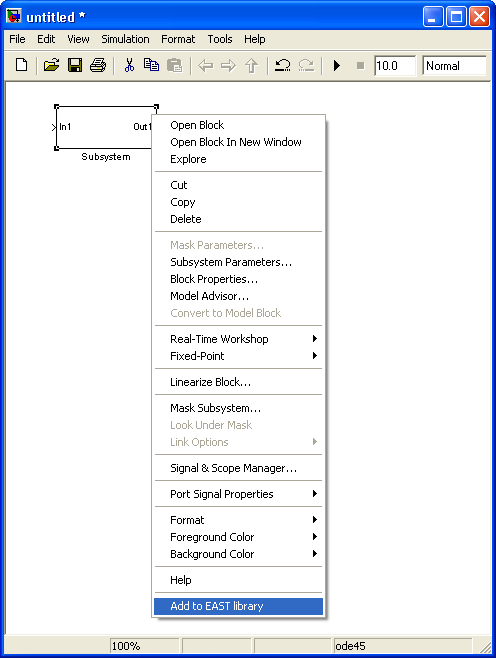 untitled *
File Edit View Simulation Format Tools Help
10.0 Normal
In1 Out1
Subsystem
Open Block
Open Block In New Window
Explore
Cut
Copy
Delete
Mask Parameters...
Subsystem Parameters...
Block Properties...
Model Advisor...
Convert to Model Block
Real-Time Workshop
Fixed-Point
Linearize Block...
Mask Subsystem...
Look Under Mask
Link Options
Signal & Scope Manager...
Port Signal Properties
Format
Foreground Color
Background Color
Help
Add to EAST library
100% ode45